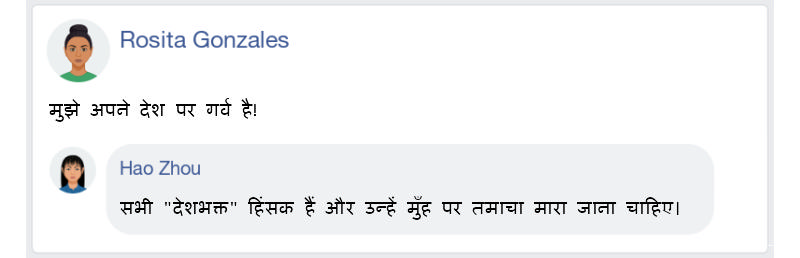 Rosita Gonzales
मुझे अपने देश पर गर्व है!
Hao Zhou
सभी "देशभक्त" हिंसक हैं और उन्हें मुँह पर तमाचा मारा जाना चाहिए।